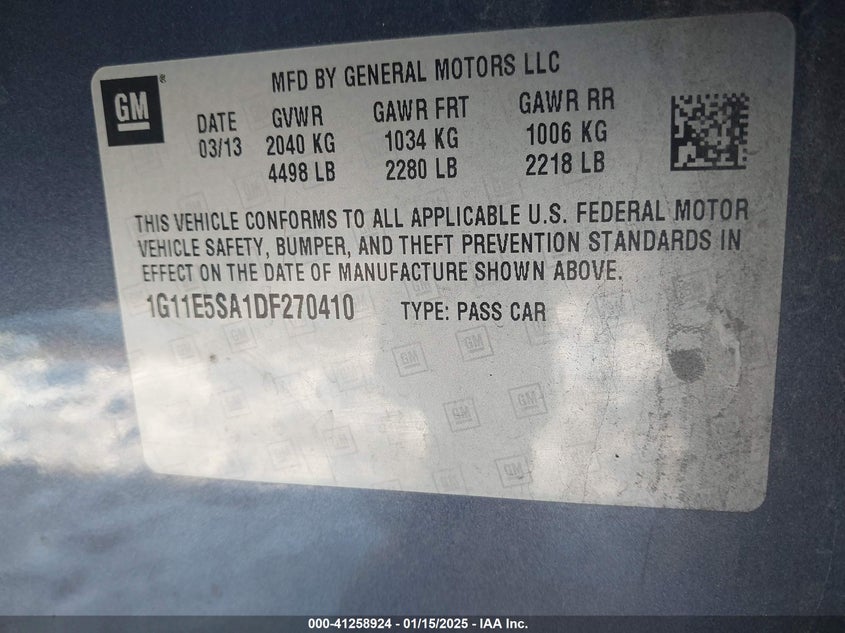 GM ®
MFD BY GENERAL MOTORS LLC
DATE GVWR GAWR FRT GAWR RR
03/13 2040 KG 1034 KG 1006 KG
4498 LB 2280 LB 2218 LB
THIS VEHICLE CONFORMS TO ALL APPLICABLE U.S. FEDERAL MOTOR
VEHICLE SAFETY, BUMPER, AND THEFT PREVENTION STANDARDS IN
EFFECT ON THE DATE OF MANUFACTURE SHOWN ABOVE.
1G11E5SA1DF270410 TYPE: PASS CAR
000-41258924 - 01/15/2025 - IAA Inc.